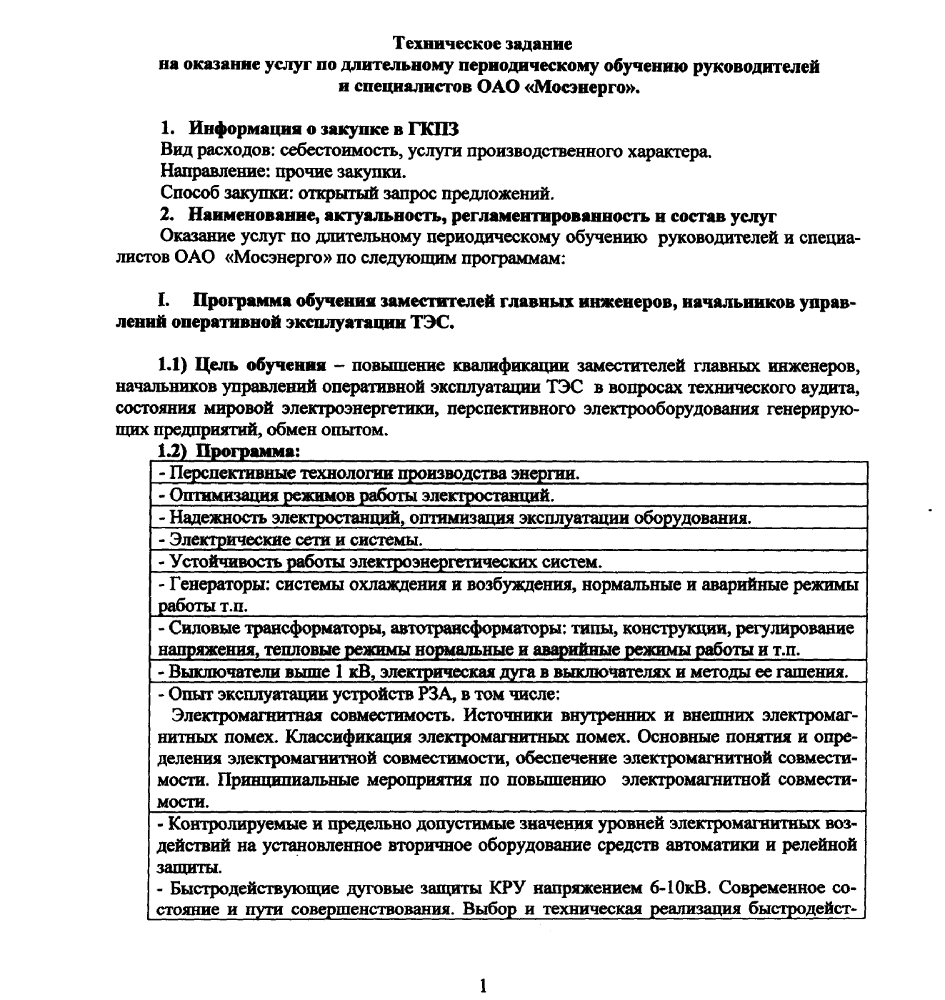 Техническое задание
на оказание услуг по длительному периодическому обучению руководителей
и специалистов ОАО «Мосэнерго».
1. Информация о закупке в ГКПЗ
Вид расходов: себестоимость, услуги производственного характера.
Направление: прочие закупки.
Способ закупки: открытый запрос предложений.
2. Наименование, актуальность, регламентированность и состав услуг
Оказание услуг по длительному периодическому обучению руководителей и специа-
листов ОАО «Мосэнерго» по следующим программам:
I. Программа обучения заместителей главных инженеров, начальников управ-
лений оперативной эксплуатации ТЭС.
1.1) Цель обучения – повышение квалификации заместителей главных инженеров,
начальников управлений оперативной эксплуатации ТЭС в вопросах технического аудита,
состояния мировой электроэнергетики, перспективного электрооборудования генерирую-
щих предприятий, обмен опытом.
1.2) Программа:
- Перспективные технологии производства энергии.
- Оптимизация режимов работы электростанций.
- Надежность электростанций, оптимизация эксплуатации оборудования.
- Электрические сети и системы.
- Устойчивость работы электроэнергетических систем.
- Генераторы: системы охлаждения и возбуждения, нормальные и аварийные режимы
работы т.п.
- Силовые трансформаторы, автотрансформаторы: типы, конструкции, регулирование
напряжения, тепловые режимы нормальные и аварийные режимы работы и т.п.
- Выключатели выше 1 кВ, электрическая дуга в выключателях и методы ее гашения.
- Опыт эксплуатации устройств РЗА, в том числе:
Электромагнитная совместимость. Источники внутренних и внешних электромаг-
нитных помех. Классификация электромагнитных помех. Основные понятия и опре-
деления электромагнитной совместимости, обеспечение электромагнитной совмести-
мости. Принципиальные мероприятия по повышению электромагнитной совмести-
мости.
- Контролируемые и предельно допустимые значения уровней электромагнитных воз-
действий на установленное вторичное оборудование средств автоматики и релейной
защиты.
- Быстродействующие дуговые защиты КРУ напряжением 6-10кВ. Современное со-
стояние и пути совершенствования. Выбор и техническая реализация быстродейст-
1